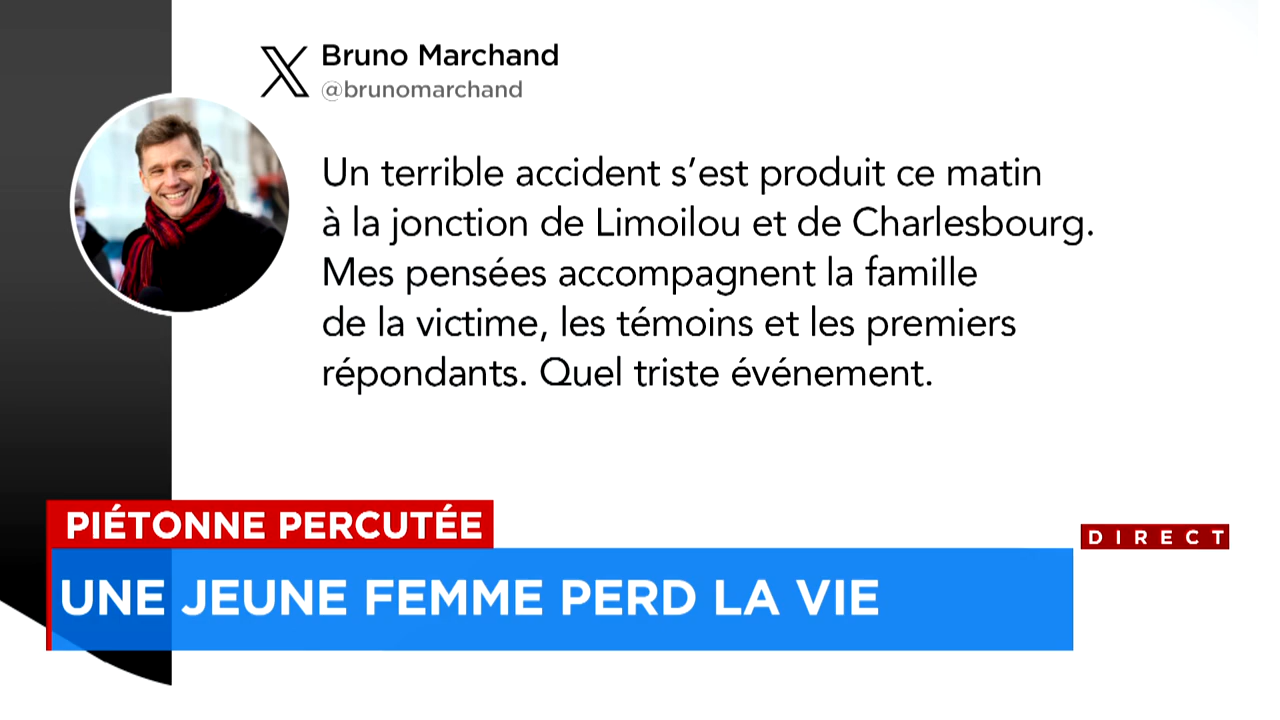 Bruno Marchand
@brunomarchand
Un terrible accident s’est produit ce matin
à la jonction de Limoilou et de Charlesbourg.
Mes pensées accompagnent la famille
de la victime, les témoins et les premiers
répondants. Quel triste événement.
PIÉTONNE PERCUTÉE
DIRECT
UNE JEUNE FEMME PERD LA VIE